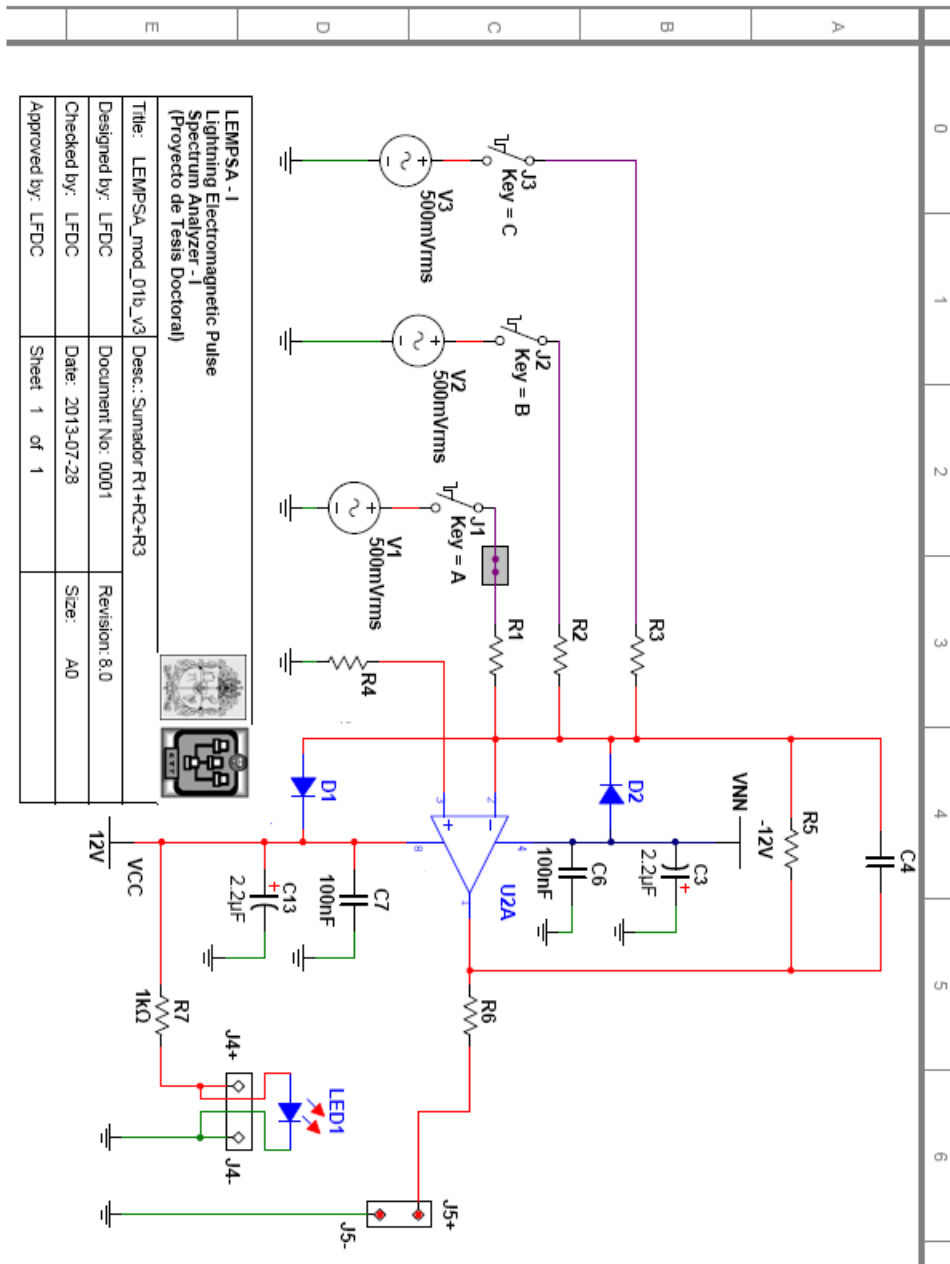 E
D
C
B
A
0
1
2
3
4
5
6
J3
Key = C
V3
500mVrms
J2
Key = B
V2
500mVrms
J1
Key = A
V1
500mVrms
R3
R2
R1
R4
D1
D2
VNN
-12V
R5
C4
3
2
8
4
1
+
−
U2A
C6
100nF
C3
2.2µF
+
C7
100nF
C13
2.2µF
+
VCC
12V
R6
R7
1kΩ
J4+
J4-
LED1
J5+
J5-
LEMPSA - I
Lightning Electromagnetic Pulse
Spectrum Analyzer - I
(Proyecto de Tesis Doctoral)
Title: LEMPSA_mod_01b_v3 Desc.: Sumador R1+R2+R3
Designed by: LFDC Document No: 0001 Revision: 8.0
Checked by: LFDC Date: 2013-07-28 Size: A0
Approved by: LFDC Sheet 1 of 1